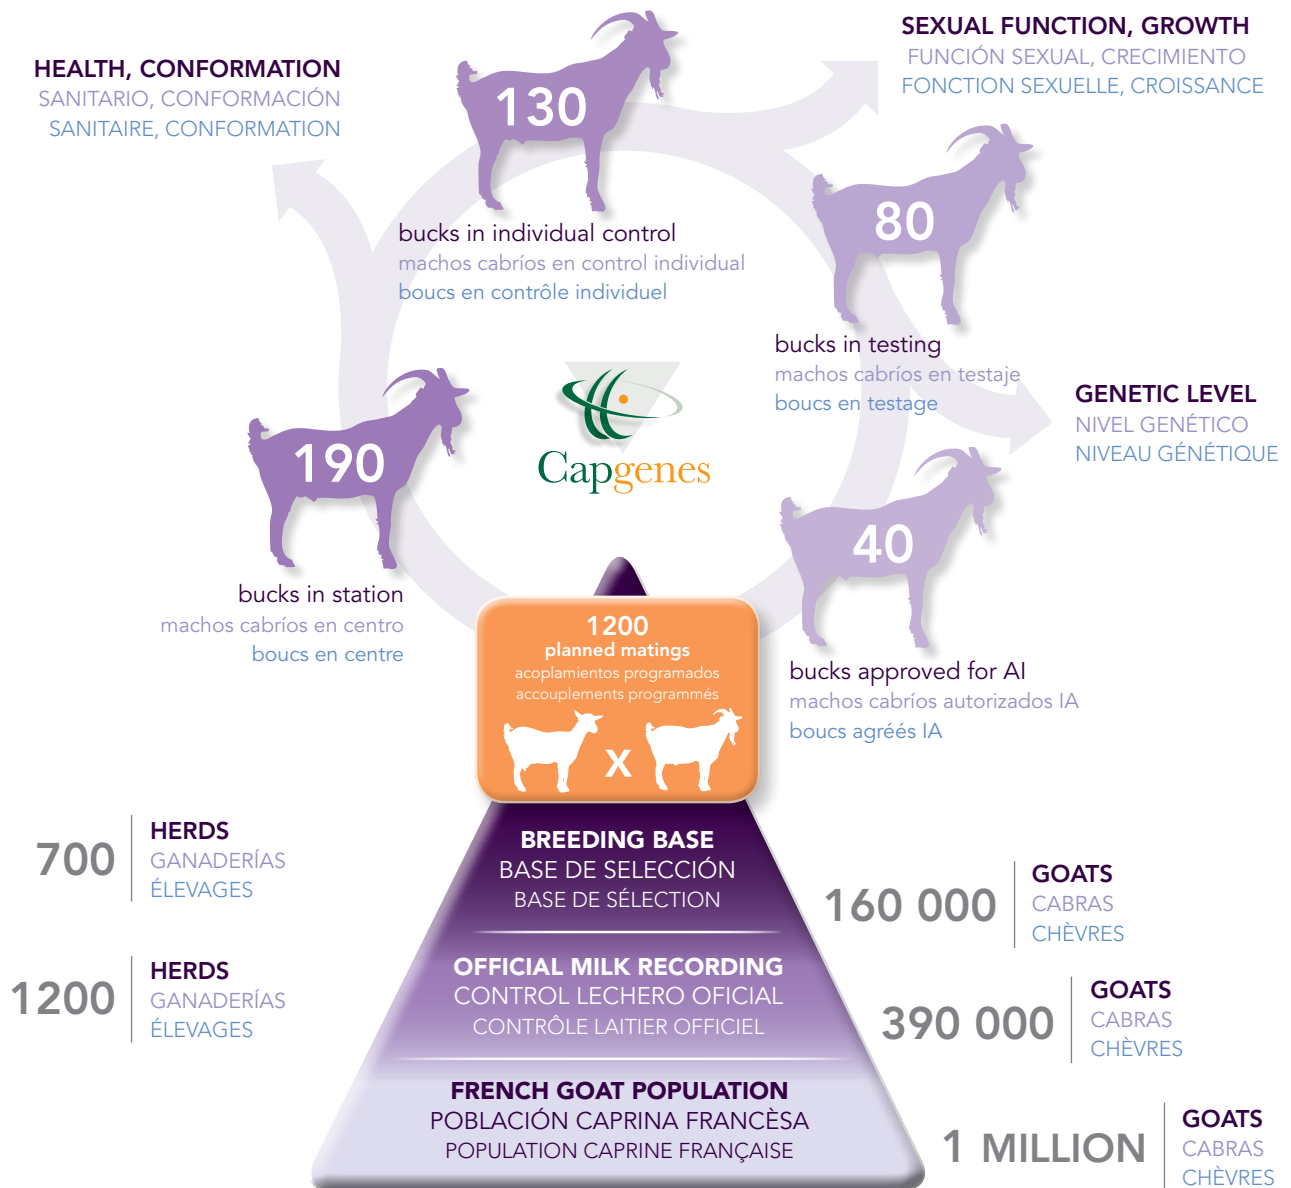 SEXUAL FUNCTION, GROWTH
FUNCIÓN SEXUAL, CRECIMIENTO
FONCTION SEXUELLE, CROISSANCE
HEALTH, CONFORMATION
SANITARIO, CONFORMACIÓN
SANITAIRE, CONFORMATION
130
bucks in individual control
machos cabríos en control individual
boucs en contrôle individuel
80
bucks in testing
machos cabríos en testaje
boucs en testage
GENETIC LEVEL
NIVEL GENÉTICO
NIVEAU GÉNÉTIQUE
Capgenes
190
bucks in station
machos cabríos en centro
boucs en centre
40
bucks approved for AI
machos cabríos autorizados IA
boucs agréés IA
1200
planned matings
acoplamientos programados
accouplements programmés
X
700
HERDS
GANADERÍAS
ÉLEVAGES
BREEDING BASE
BASE DE SELECCIÓN
BASE DE SÉLECTION
160 000
GOATS
CABRAS
CHÈVRES
1200
HERDS
GANADERÍAS
ÉLEVAGES
OFFICIAL MILK RECORDING
CONTROL LECHERO OFICIAL
CONTRÔLE LAITIER OFFICIEL
390 000
GOATS
CABRAS
CHÈVRES
FRENCH GOAT POPULATION
POBLACIÓN CAPRINA FRANCÈSA
POPULATION CAPRINE FRANÇAISE
1 MILLION
GOATS
CABRAS
CHÈVRES